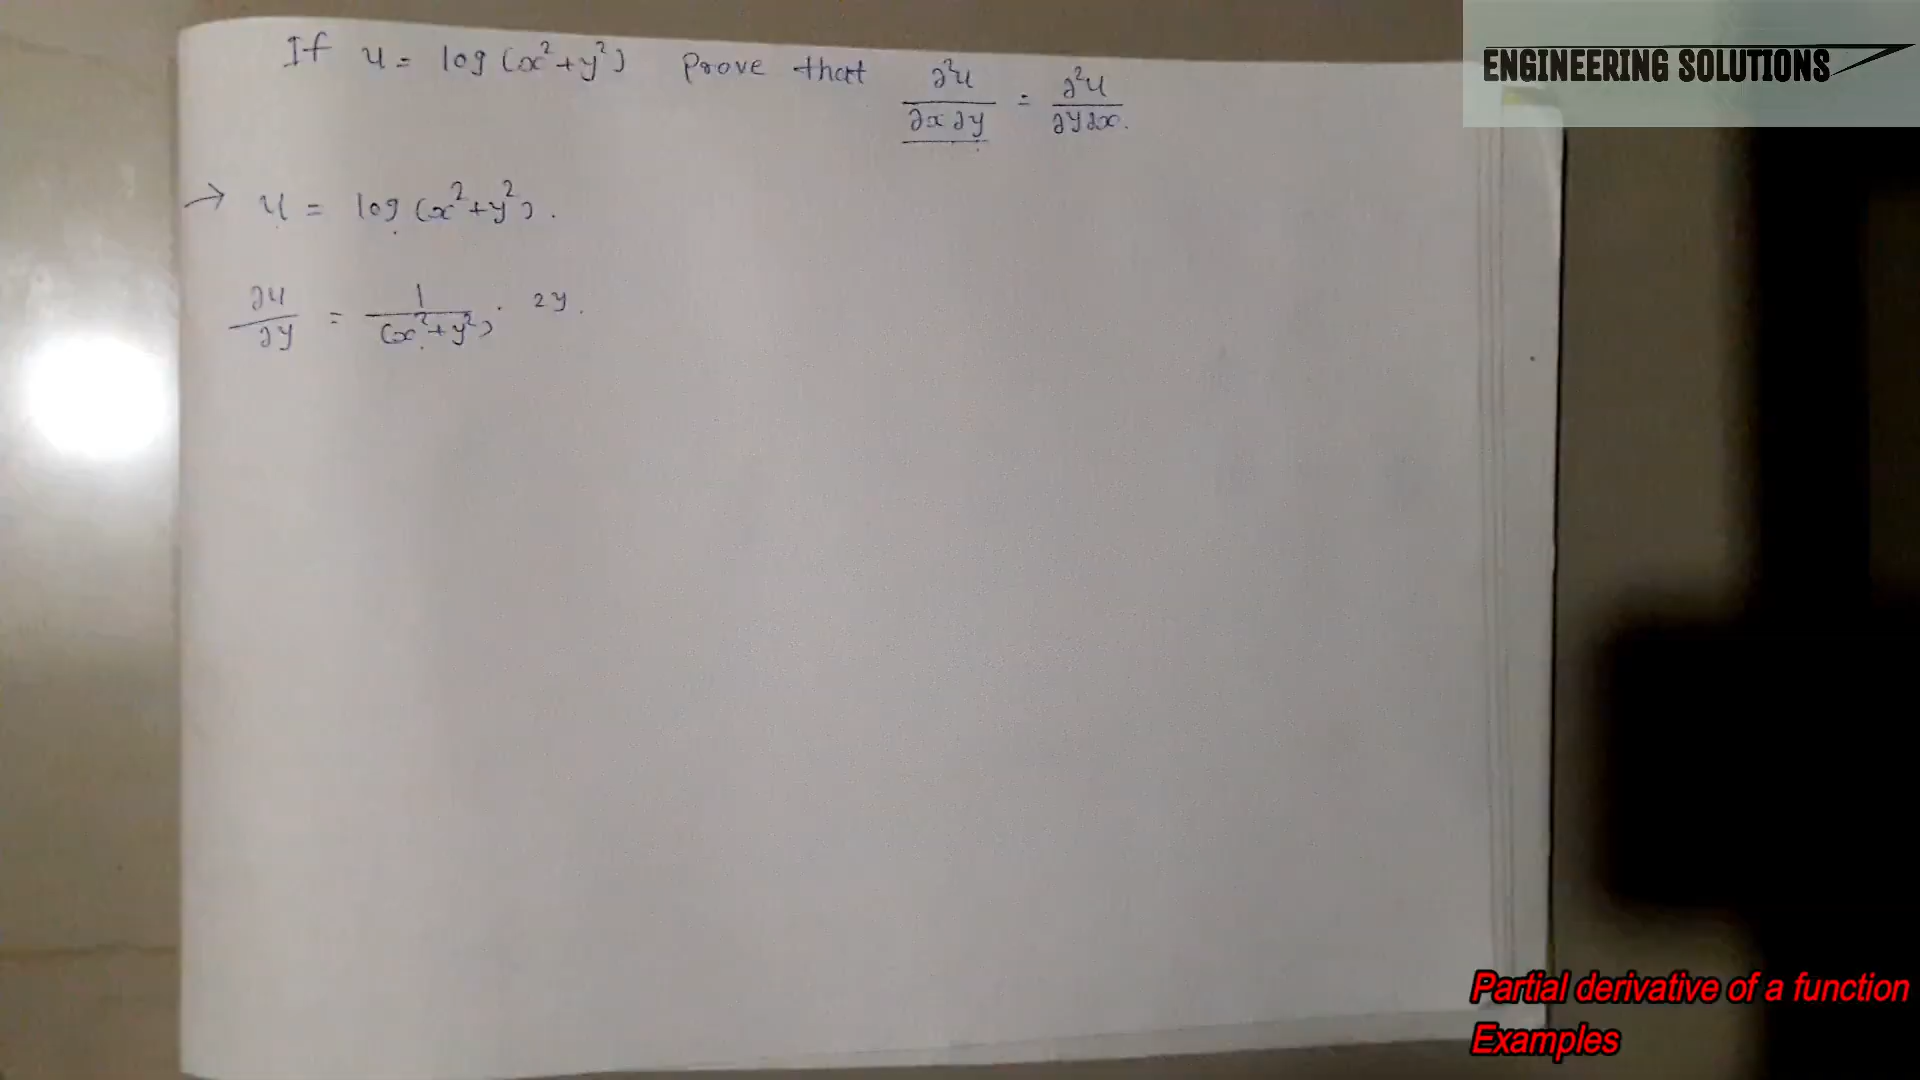 If u = log (x²+y²) prove that ∂²u/∂x∂y = ∂²u/∂y∂x.
→ u = log (x²+y²).
∂u/∂y = 1/(x²+y²) · 2y.
ENGINEERING SOLUTIONS
Partial derivative of a function
Examples